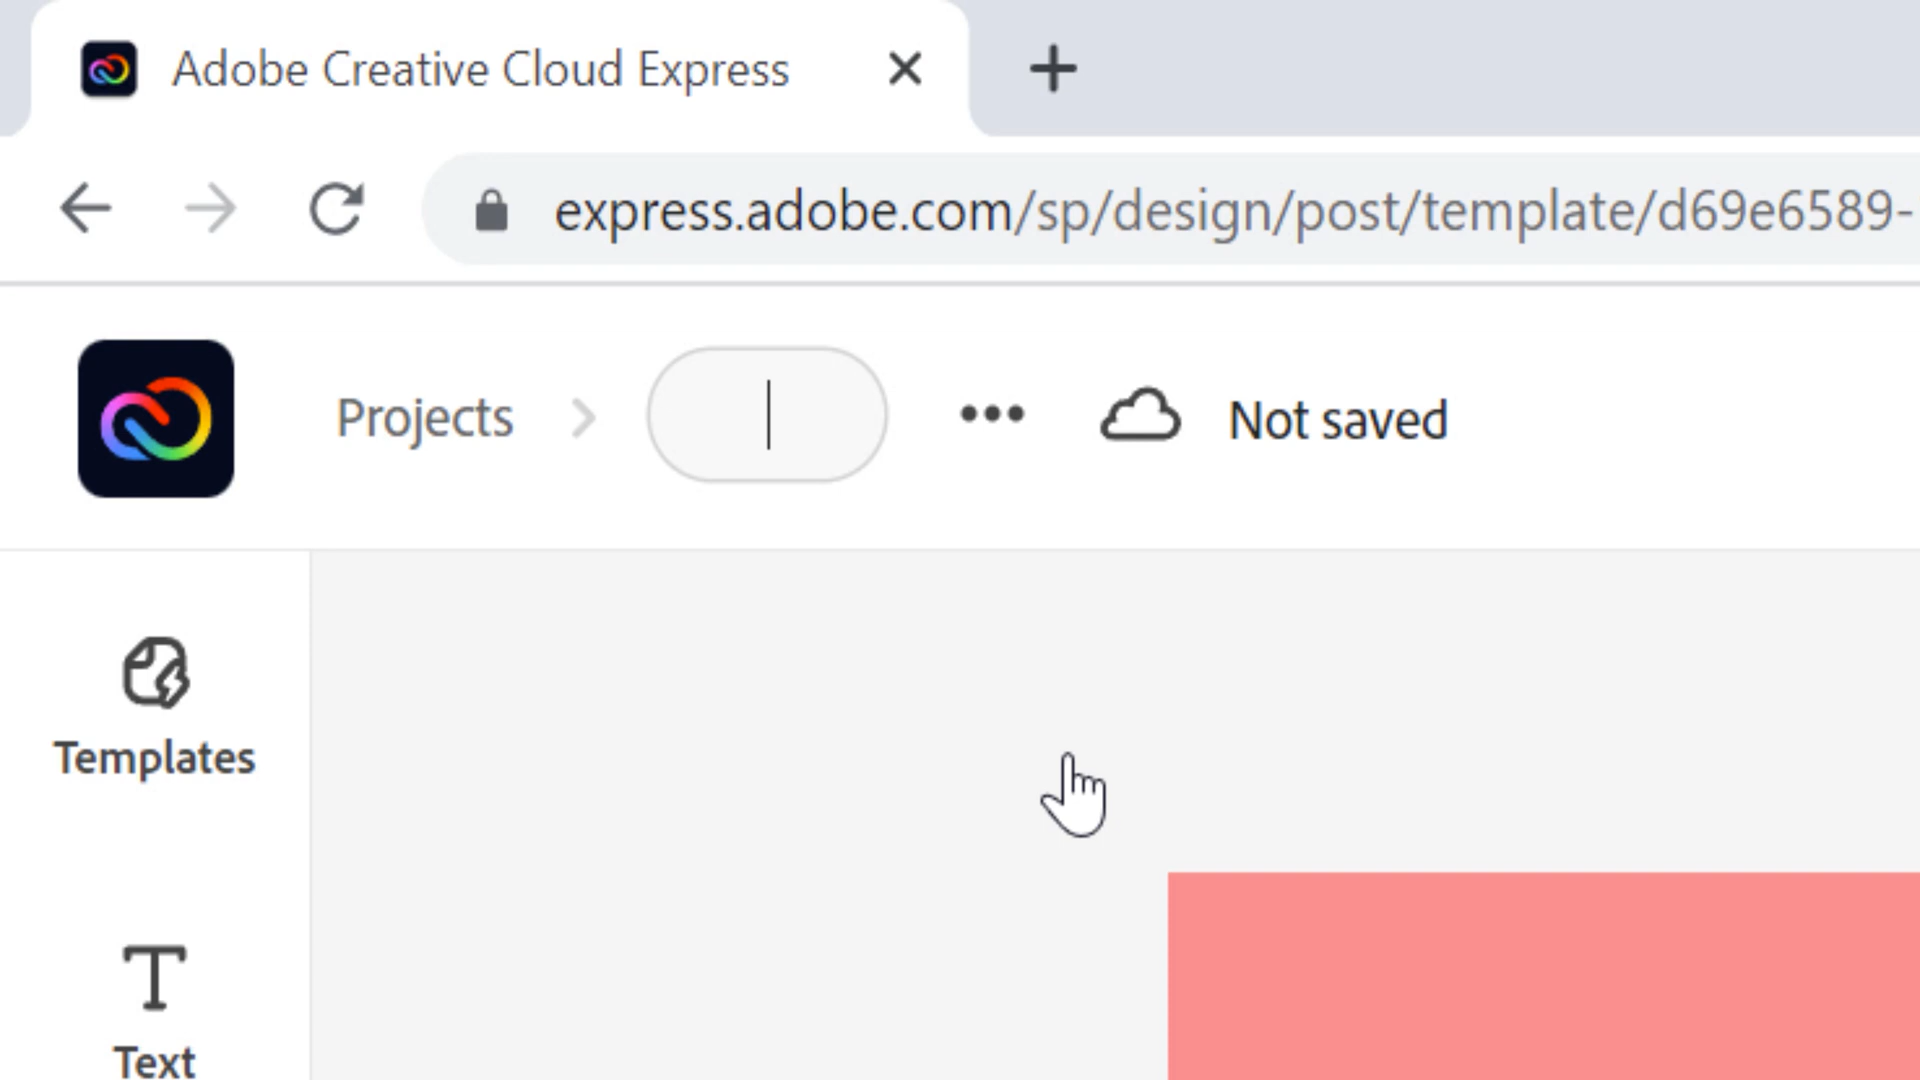 Adobe Creative Cloud Express
express.adobe.com/sp/design/post/template/d69e6589-
Projects
Not saved
Templates
Text